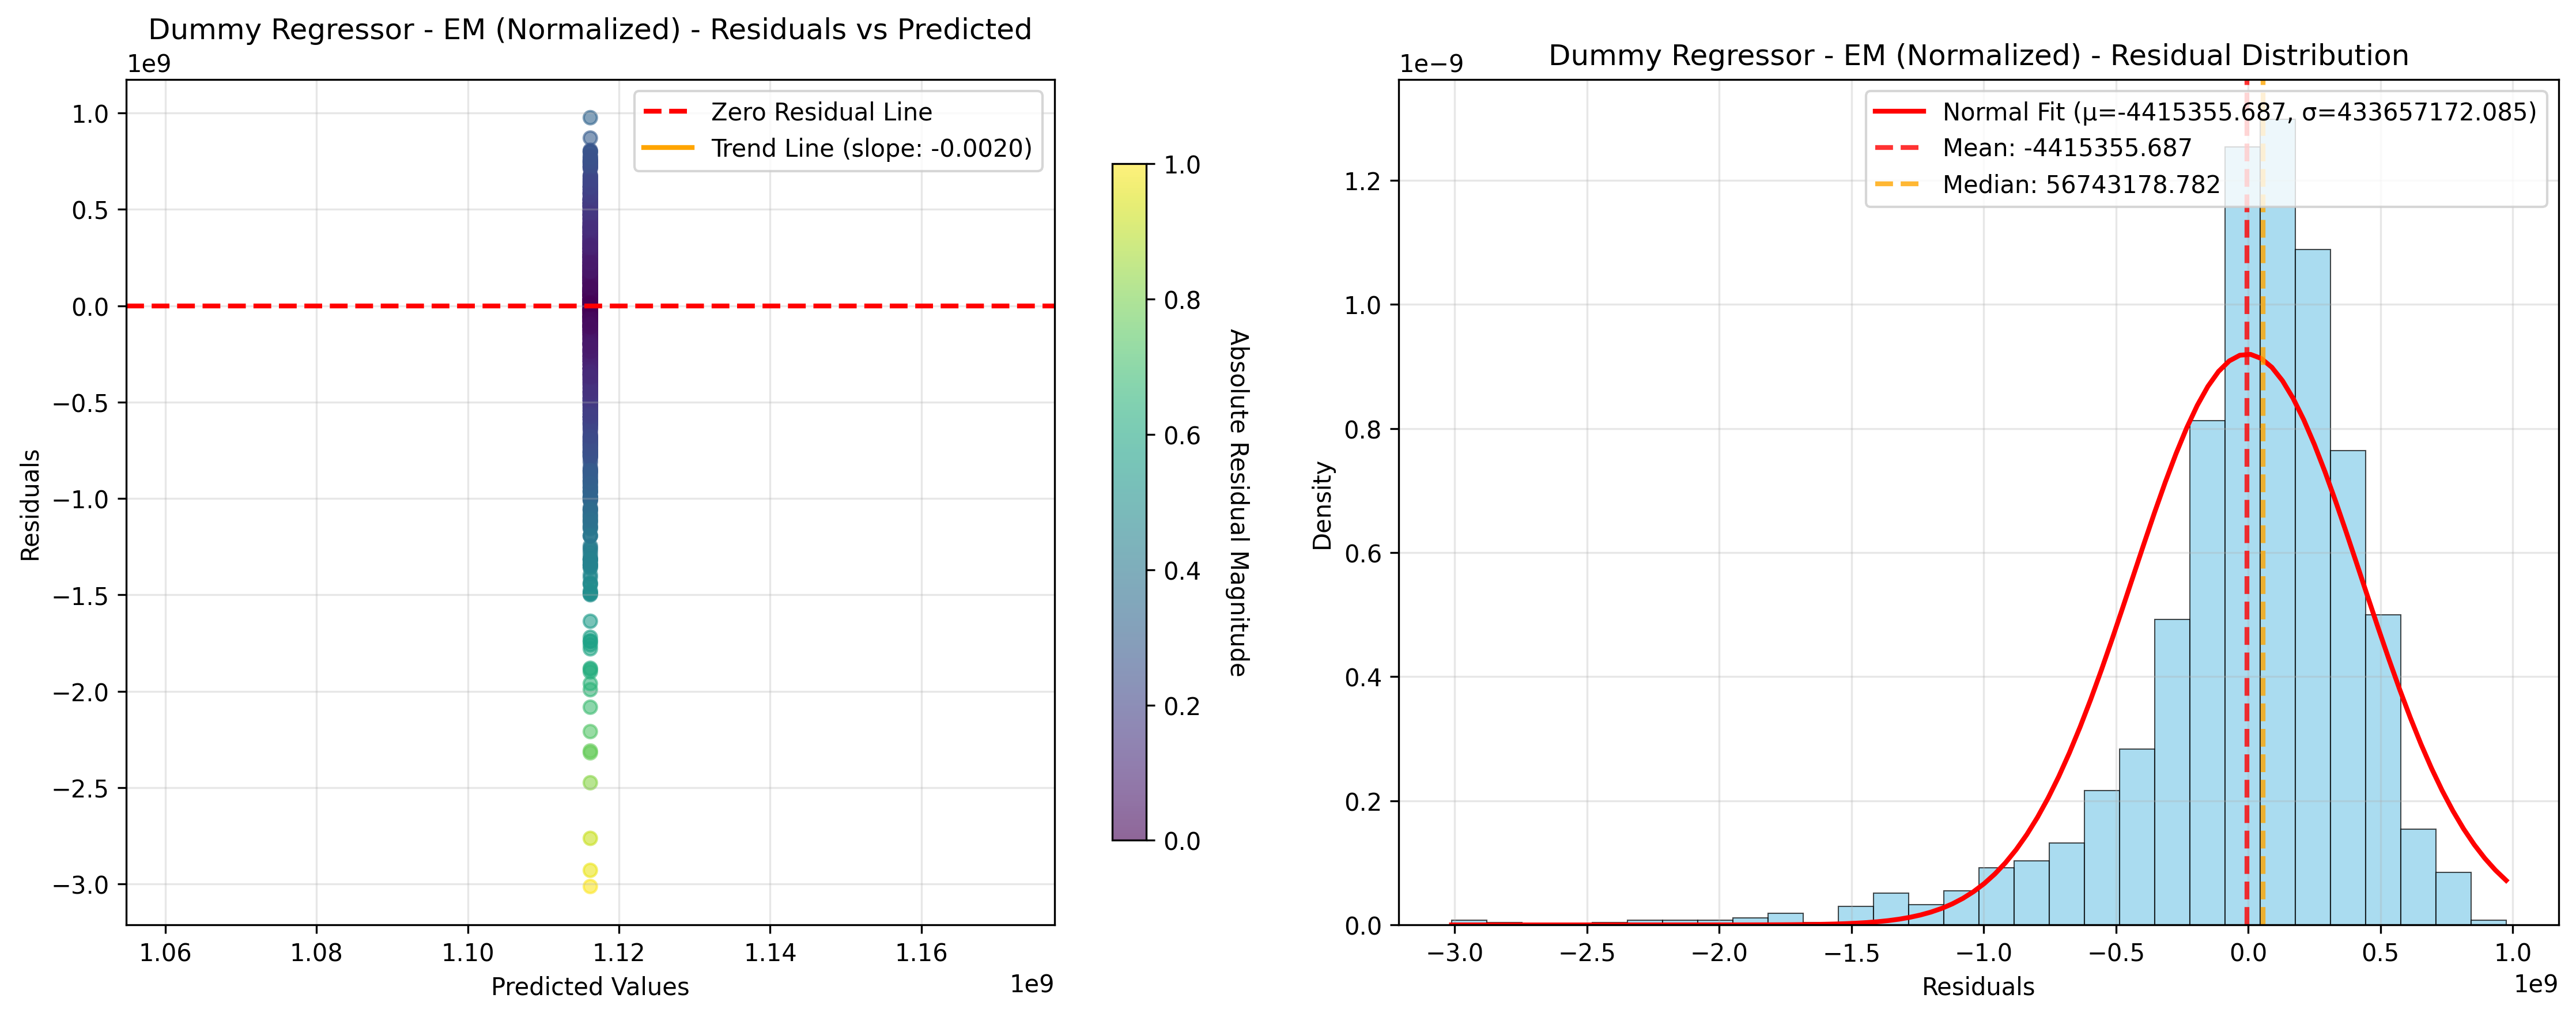 Dummy Regressor - EM (Normalized) - Residuals vs Predicted
1e9
Zero Residual Line
Trend Line (slope: -0.0020)
1.0
0.5
0.0
−0.5
−1.0
−1.5
−2.0
−2.5
−3.0
Residuals
1.06
1.08
1.10
1.12
1.14
1.16
1e9
Predicted Values
1.0
0.8
0.6
0.4
0.2
0.0
Absolute Residual Magnitude
Dummy Regressor - EM (Normalized) - Residual Distribution
1e−9
Normal Fit (μ=-4415355.687, σ=433657172.085)
Mean: -4415355.687
Median: 56743178.782
1.2
1.0
0.8
0.6
0.4
0.2
0.0
Density
−3.0
−2.5
−2.0
−1.5
−1.0
−0.5
0.0
0.5
1.0
1e9
Residuals